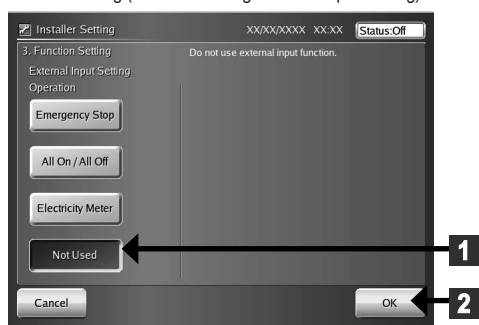 Installer Setting XX/XX/XXXX XX:XX Status:Off
3. Function Setting Do not use external input function.
External Input Setting
Operation
Emergency Stop
All On / All Off
Electricity Meter
Not Used 1
Cancel OK 2